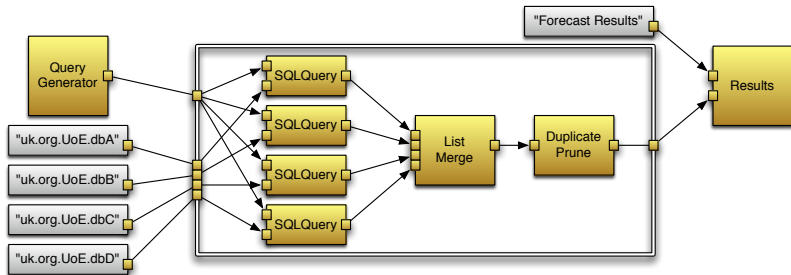 "Forecast Results"
Query
Generator
SQLQuery
Results
SQLQuery
"uk.org.UoE.dbA"
List
Merge
Duplicate
Prune
"uk.org.UoE.dbB"
SQLQuery
"uk.org.UoE.dbC"
SQLQuery
"uk.org.UoE.dbD"